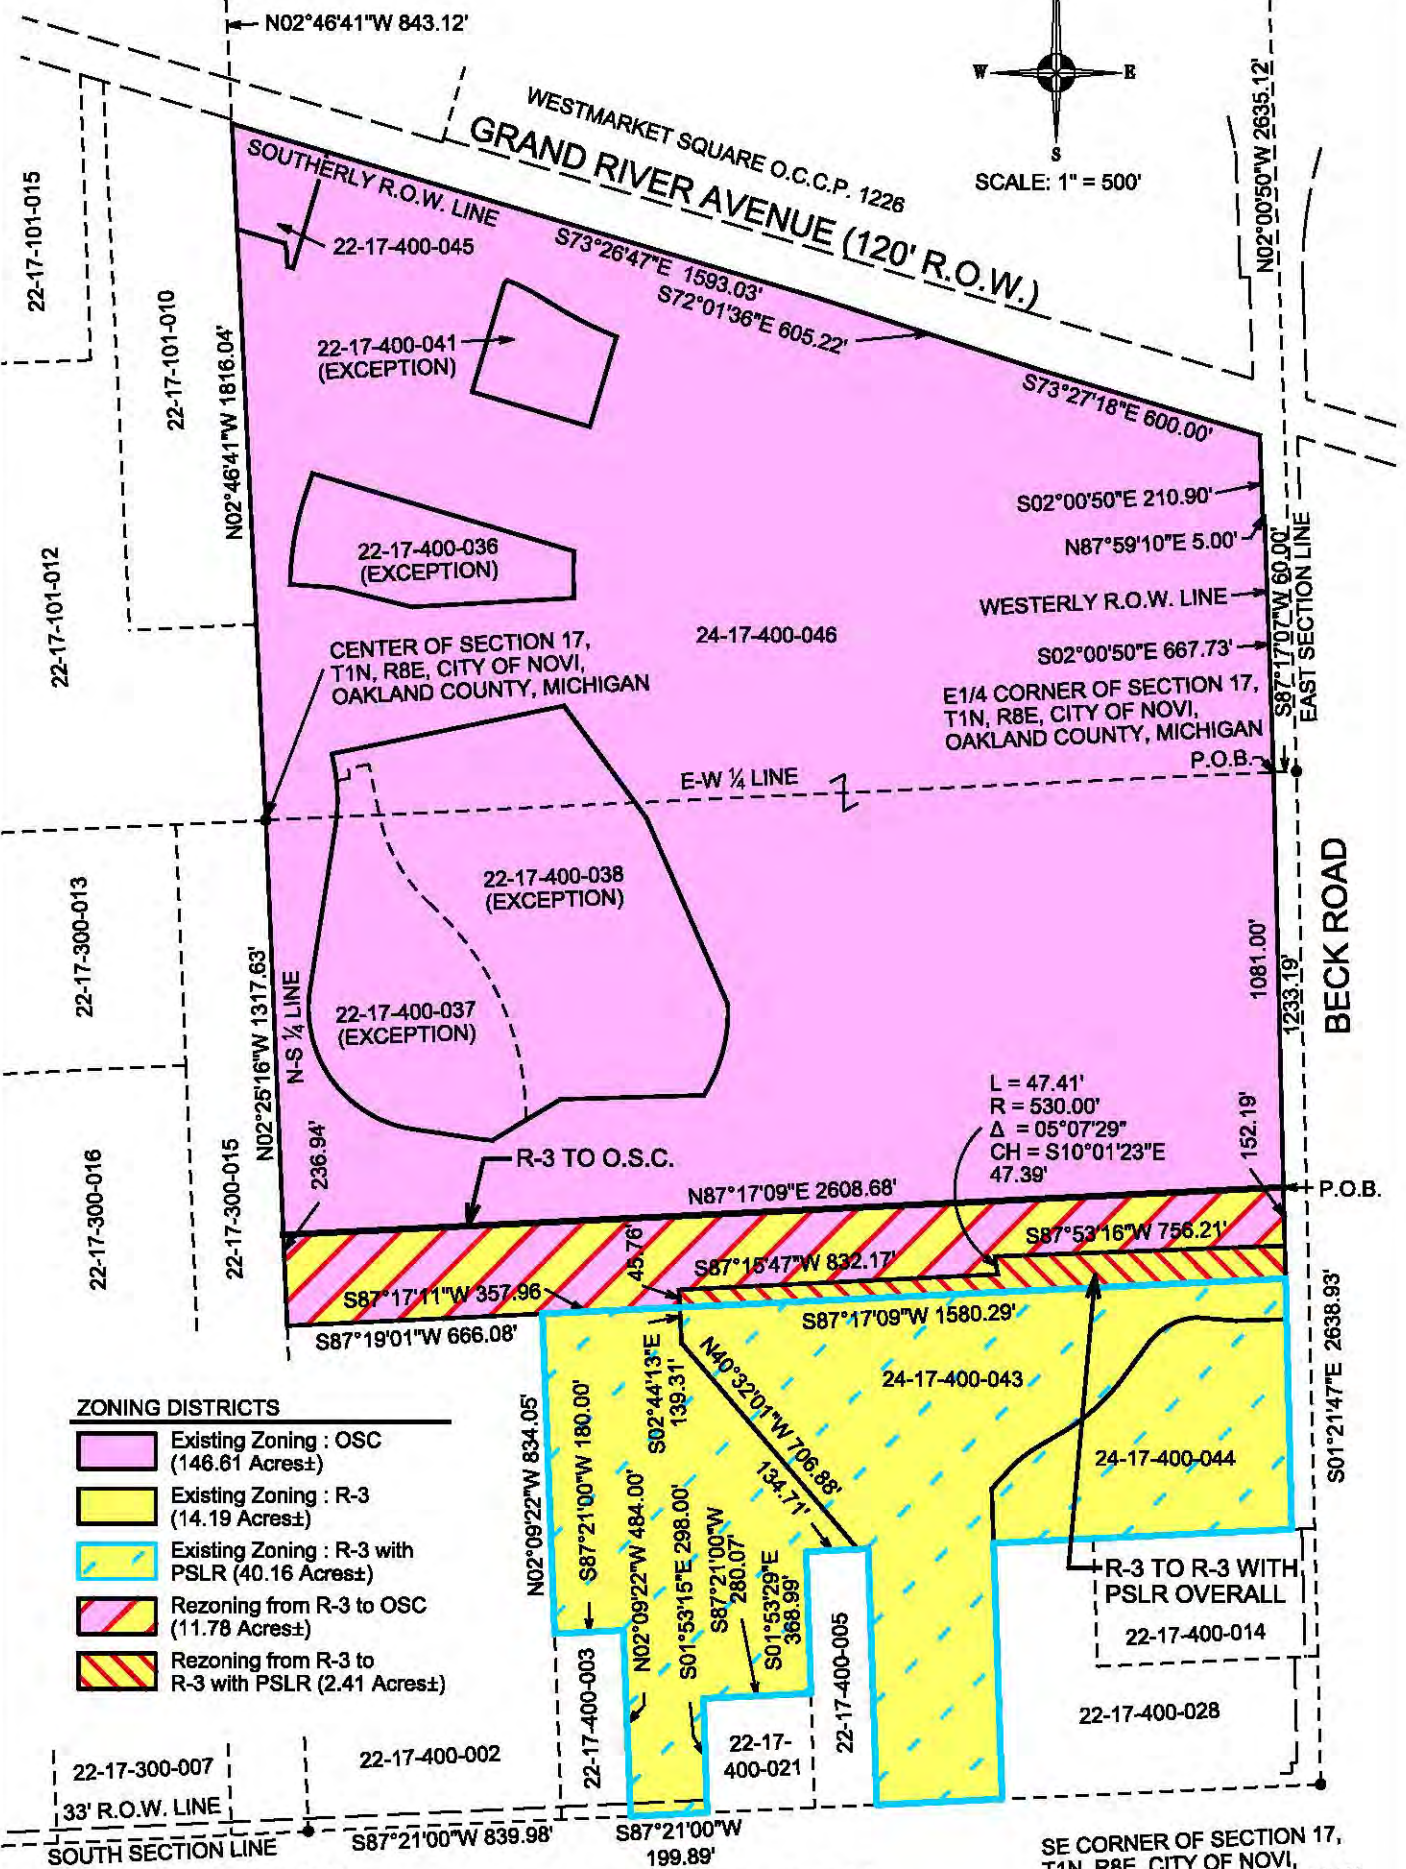 N02°46'41"W 843.12'
W
E
S
SCALE: 1" = 500'
N02°00'50"W 2635.12'
WESTMARKET SQUARE O.C.C.P. 1226
GRAND RIVER AVENUE (120' R.O.W.)
SOUTHERLY R.O.W. LINE
22-17-400-045
S73°26'47"E 1593.03'
S72°01'36"E 605.22'
S73°27'18"E 600.00'
22-17-101-015
22-17-101-010
N02°46'41"W 1816.04'
22-17-400-041
(EXCEPTION)
S02°00'50"E 210.90'
N87°59'10"E 5.00'
WESTERLY R.O.W. LINE
S02°00'50"E 667.73'
S87°17'07"W 60.00'
EAST SECTION LINE
22-17-400-036
(EXCEPTION)
22-17-101-012
CENTER OF SECTION 17,
T1N, R8E, CITY OF NOVI,
OAKLAND COUNTY, MICHIGAN
24-17-400-046
E1/4 CORNER OF SECTION 17,
T1N, R8E, CITY OF NOVI,
OAKLAND COUNTY, MICHIGAN
P.O.B.
E-W ¼ LINE
22-17-400-038
(EXCEPTION)
22-17-300-013
BECK ROAD
1081.00'
1233.19'
N02°25'16"W 1317.63'
N-S ¼ LINE
22-17-400-037
(EXCEPTION)
L = 47.41'
R = 530.00'
Δ = 05°07'29"
CH = S10°01'23"E
47.39'
152.19'
22-17-300-016
22-17-300-015
236.94'
R-3 TO O.S.C.
N87°17'09"E 2608.68'
P.O.B.
45.76'
S87°15'47"W 832.17'
S87°53'16"W 756.21'
S87°17'11"W 357.96
S87°19'01"W 666.08'
S87°17'09"W 1580.29'
S01°21'47"E 2638.93'
S02°44'13"E
139.31'
N40°32'01"W 706.88'
134.71'
24-17-400-043
24-17-400-044
ZONING DISTRICTS
Existing Zoning : OSC
(146.61 Acres±)
Existing Zoning : R-3
(14.19 Acres±)
Existing Zoning : R-3 with
PSLR (40.16 Acres±)
Rezoning from R-3 to OSC
(11.78 Acres±)
Rezoning from R-3 to
R-3 with PSLR (2.41 Acres±)
N02°09'22"W 834.05'
S87°21'00"W 180.00'
N02°09'22"W 484.00'
S01°53'15"E 298.00'
S87°21'00"W
280.07'
S01°53'29"E
368.99'
R-3 TO R-3 WITH
PSLR OVERALL
22-17-400-014
22-17-400-003
22-17-400-005
22-17-
400-021
22-17-400-028
22-17-300-007
22-17-400-002
33' R.O.W. LINE
SOUTH SECTION LINE
S87°21'00"W 839.98'
S87°21'00"W
199.89'
SE CORNER OF SECTION 17,
T1N, R8E, CITY OF NOVI,